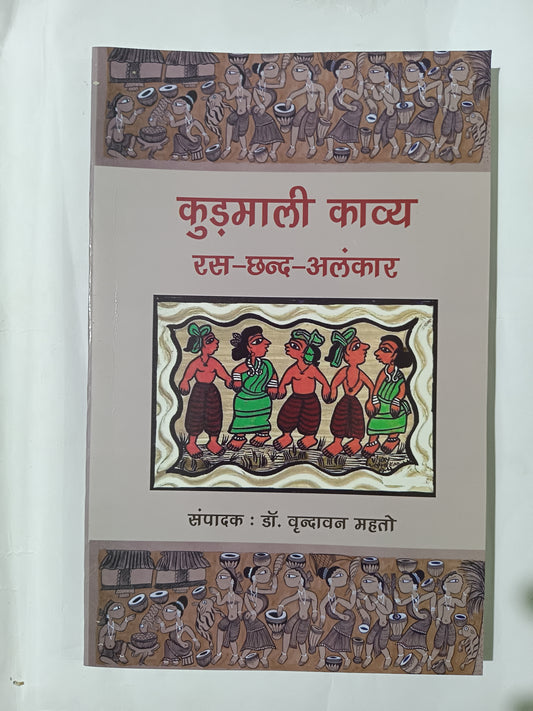 कुड़माली काव्य
रस-छन्द-अलंकार
संपादक : डॉ. वृन्दावन महतो